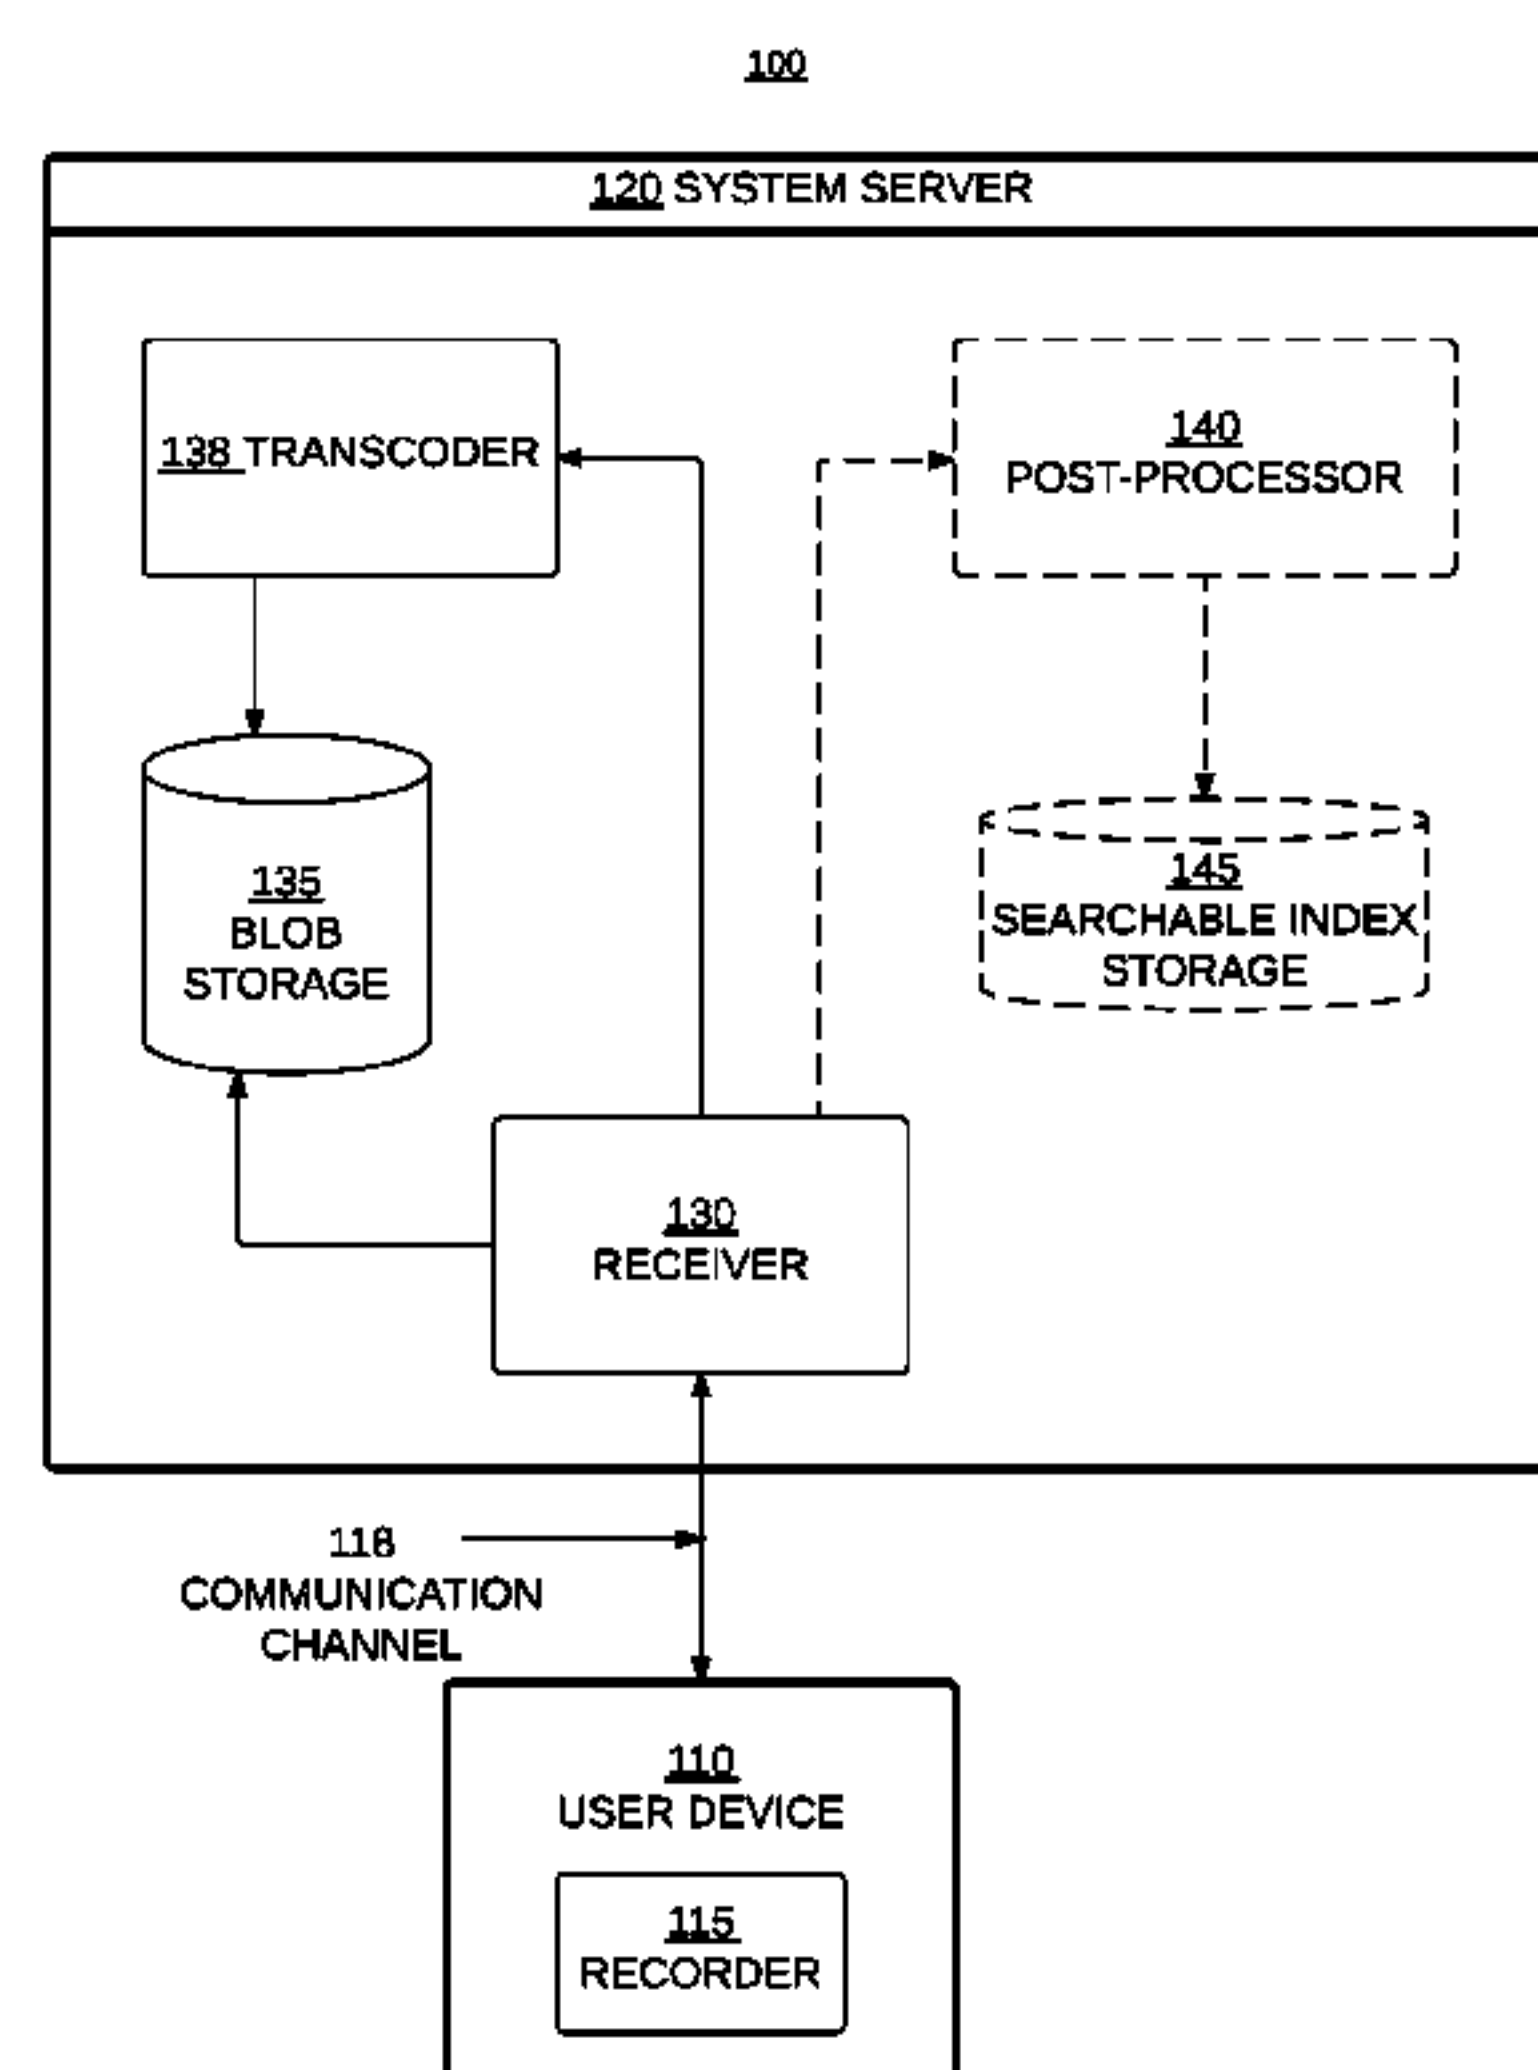 100
120 SYSTEM SERVER
138 TRANSCODER
140
POST-PROCESSOR
135
BLOB
STORAGE
145
SEARCHABLE INDEX
STORAGE
130
RECEIVER
118
COMMUNICATION
CHANNEL
110
USER DEVICE
115
RECORDER